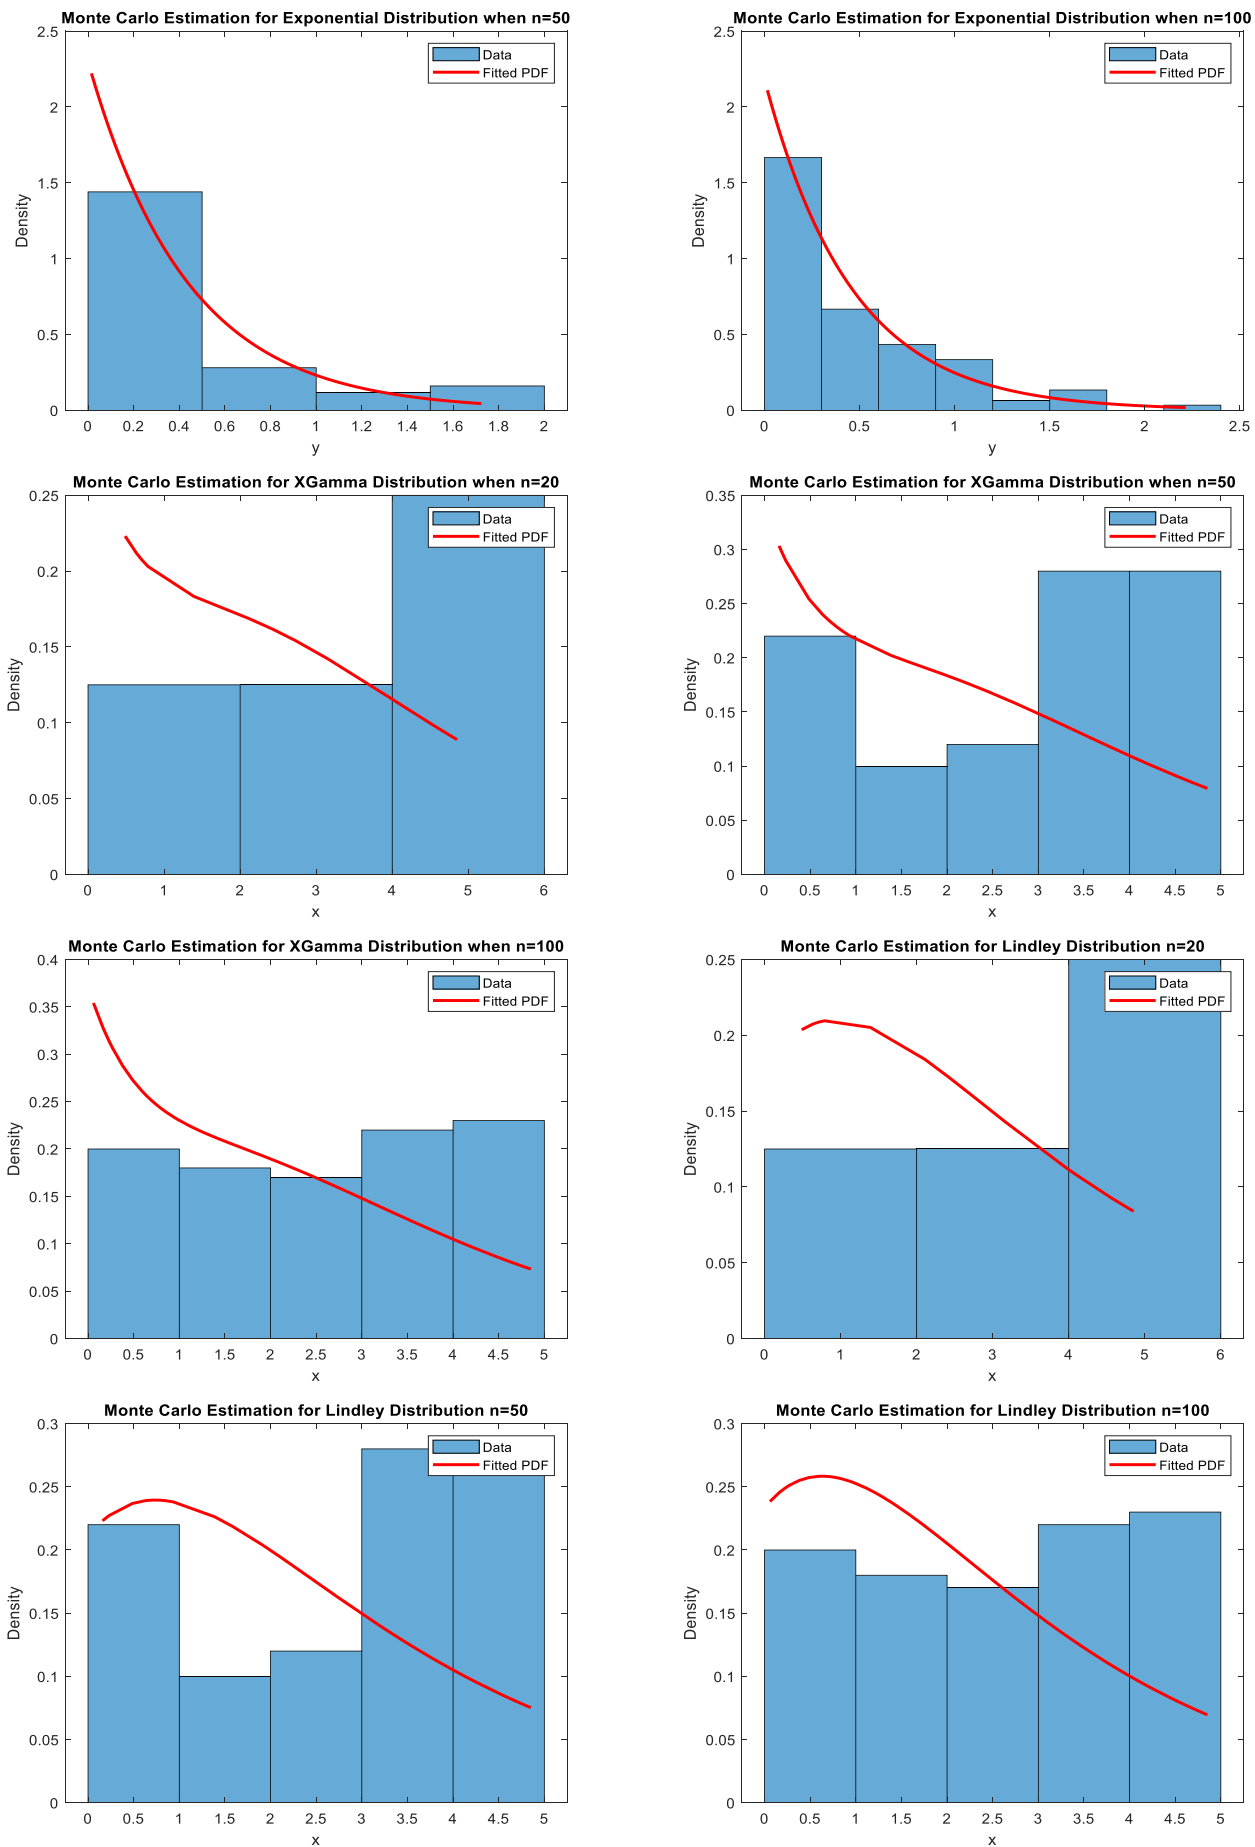 Monte Carlo Estimation for Exponential Distribution when n=50
2.5
2
1.5
1
0.5
0
Density
Data
Fitted PDF
0 0.2 0.4 0.6 0.8 1 1.2 1.4 1.6 1.8 2
y
Monte Carlo Estimation for Exponential Distribution when n=100
2.5
2
1.5
1
0.5
0
Density
Data
Fitted PDF
0 0.5 1 1.5 2 2.5
y
Monte Carlo Estimation for XGamma Distribution when n=20
0.25
0.2
0.15
0.1
0.05
0
Density
Data
Fitted PDF
0 1 2 3 4 5 6
x
Monte Carlo Estimation for XGamma Distribution when n=50
0.35
0.3
0.25
0.2
0.15
0.1
0.05
0
Density
Data
Fitted PDF
0 0.5 1 1.5 2 2.5 3 3.5 4 4.5 5
x
Monte Carlo Estimation for XGamma Distribution when n=100
0.4
0.35
0.3
0.25
0.2
0.15
0.1
0.05
0
Density
Data
Fitted PDF
0 0.5 1 1.5 2 2.5 3 3.5 4 4.5 5
x
Monte Carlo Estimation for Lindley Distribution n=20
0.25
0.2
0.15
0.1
0.05
0
Density
Data
Fitted PDF
0 1 2 3 4 5 6
x
Monte Carlo Estimation for Lindley Distribution n=50
0.3
0.25
0.2
0.15
0.1
0.05
0
Density
Data
Fitted PDF
0 0.5 1 1.5 2 2.5 3 3.5 4 4.5 5
x
Monte Carlo Estimation for Lindley Distribution n=100
0.3
0.25
0.2
0.15
0.1
0.05
0
Density
Data
Fitted PDF
0 0.5 1 1.5 2 2.5 3 3.5 4 4.5 5
x